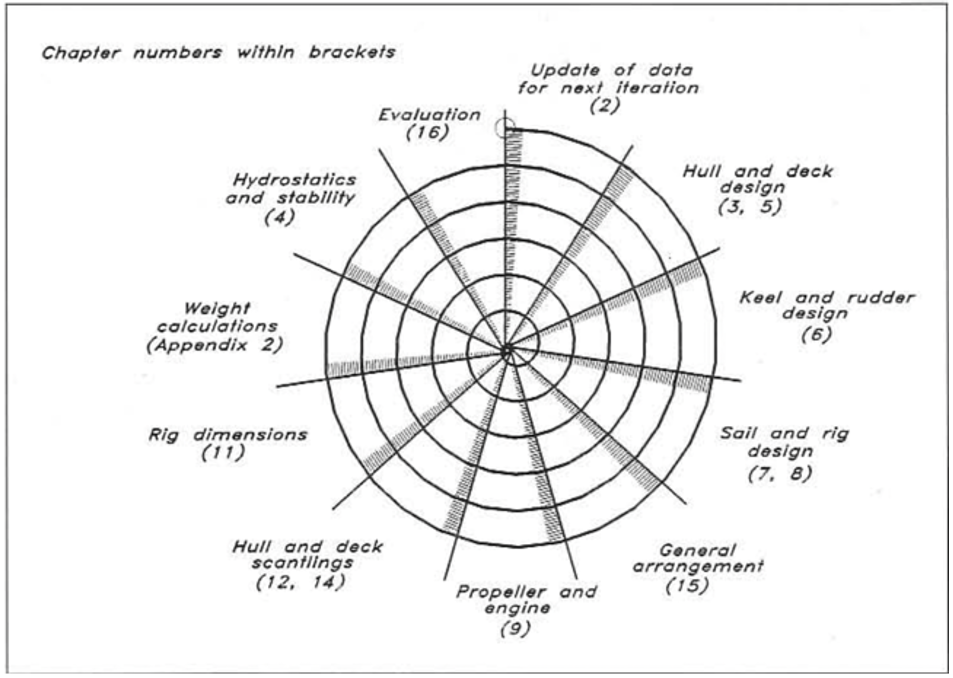 Chapter numbers within brackets
Update of data
for next iteration
(2)
Hull and deck
design
(3, 5)
Keel and rudder
design
(6)
Sail and rig
design
(7, 8)
General
arrangement
(15)
Propeller and
engine
(9)
Hull and deck
scantlings
(12, 14)
Rig dimensions
(11)
Weight
calculations
(Appendix 2)
Hydrostatics
and stability
(4)
Evaluation
(16)